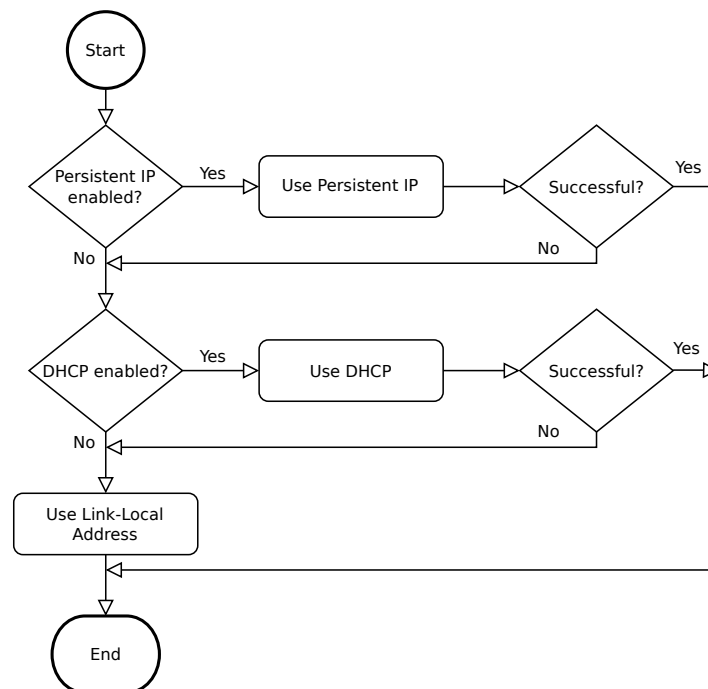 Start
Persistent IP
enabled?
Yes
Use Persistent IP
Successful?
Yes
No
No
DHCP enabled?
Yes
Use DHCP
Successful?
Yes
No
No
Use Link-Local
Address
End